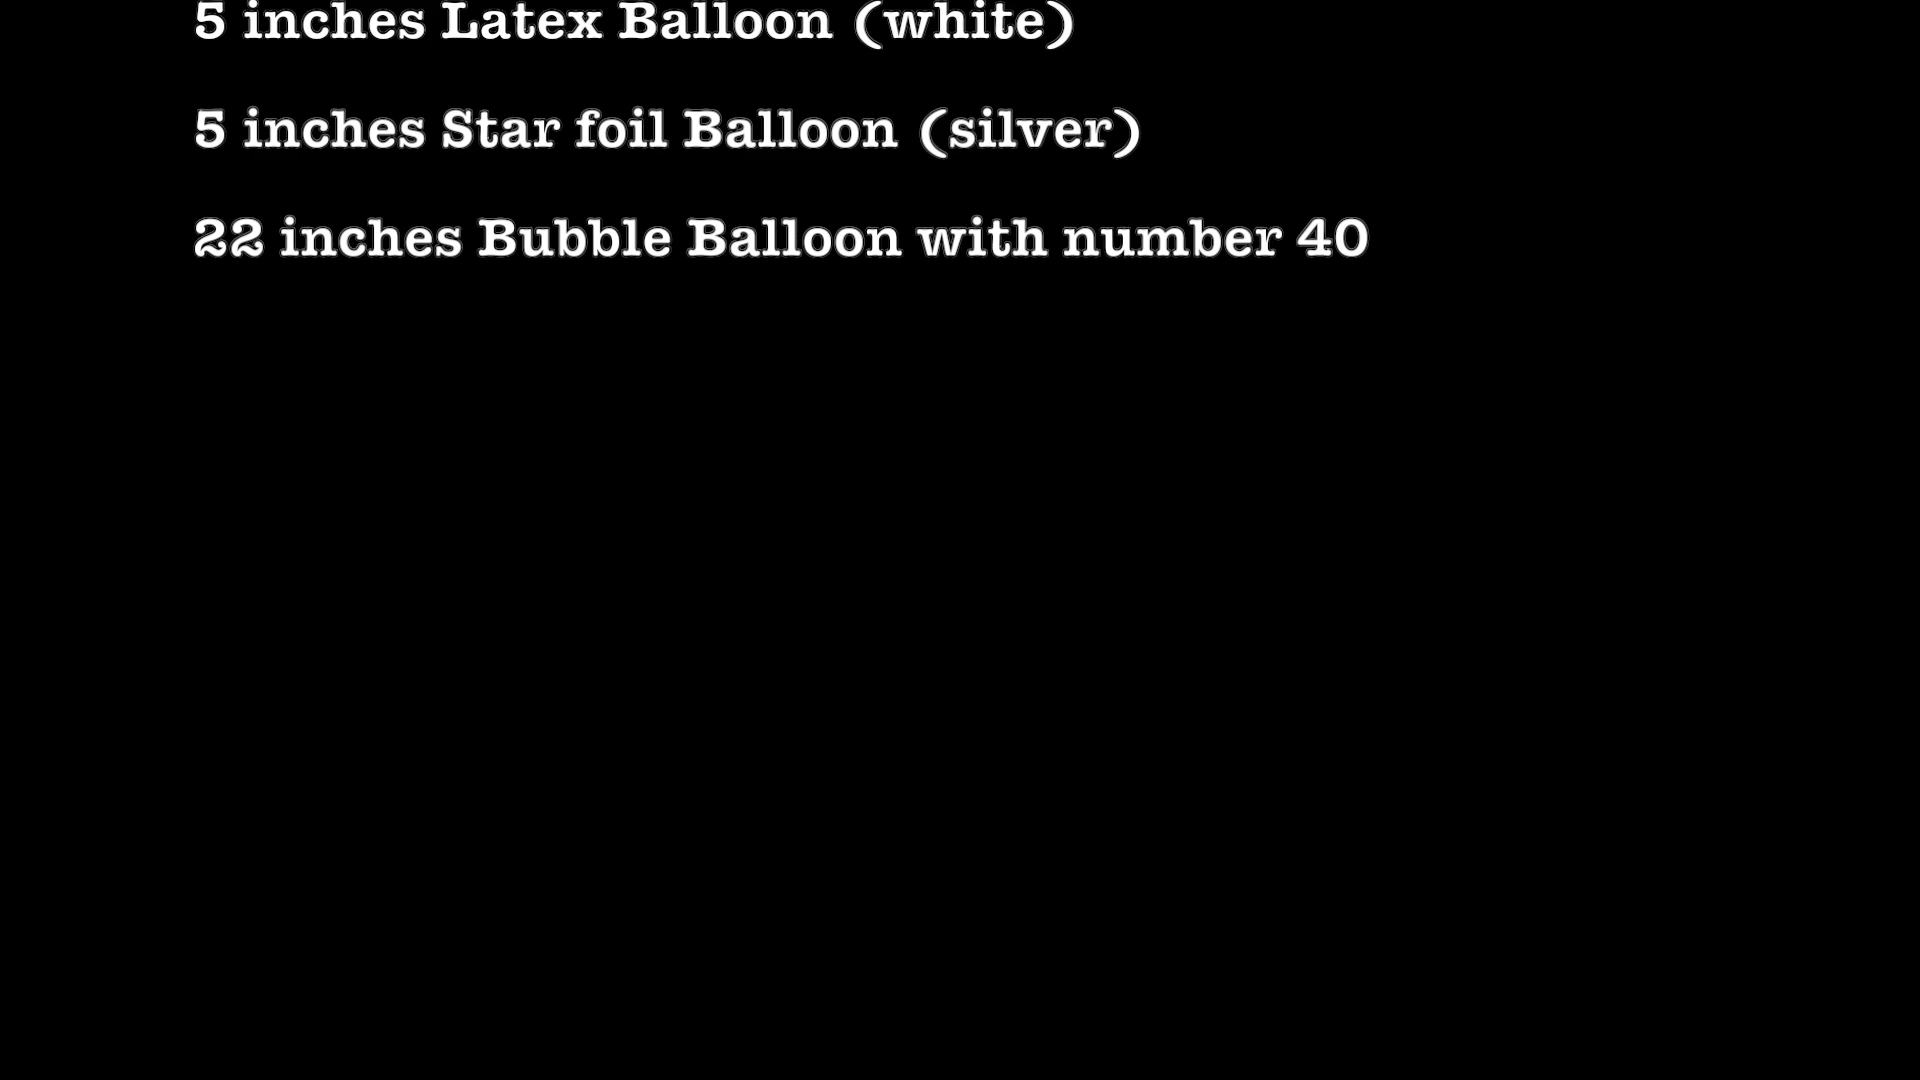 5 inches Latex Balloon (white)
5 inches Star foil Balloon (silver)
22 inches Bubble Balloon with number 40